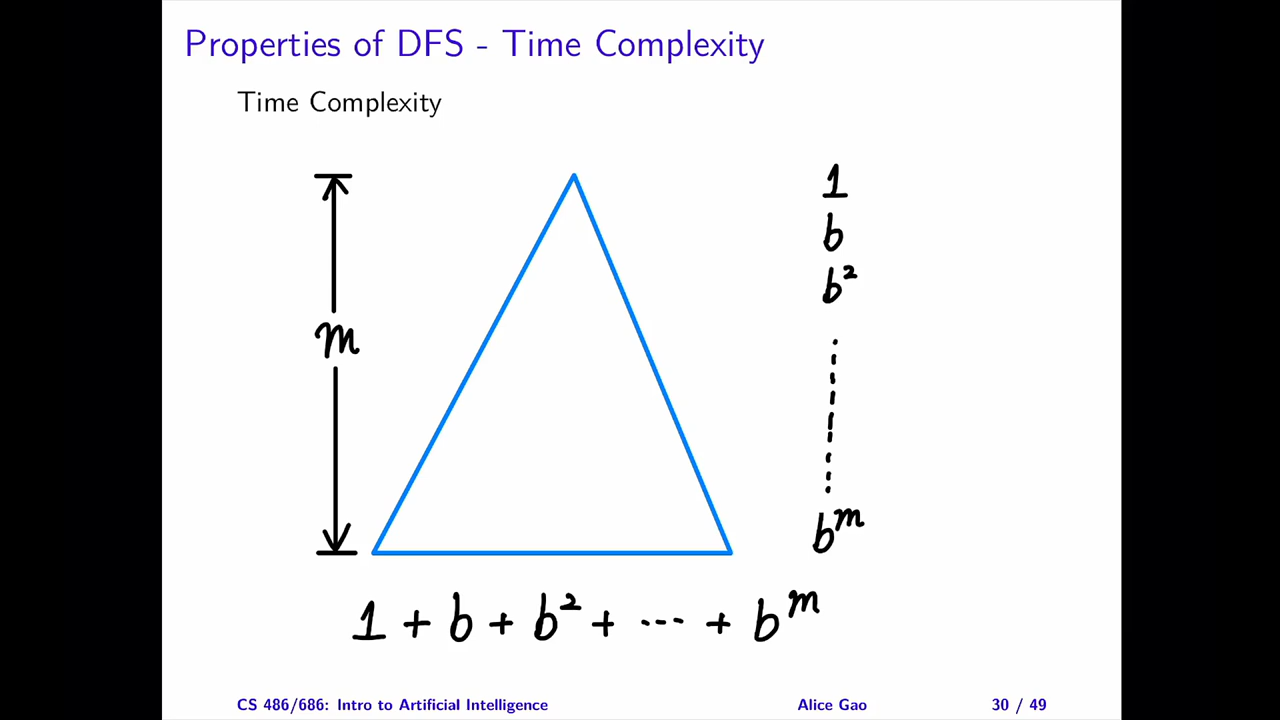 Properties of DFS - Time Complexity
Time Complexity
1
b
b²
m
bᵐ
1 + b + b² + ··· + bᵐ
CS 486/686: Intro to Artificial Intelligence Alice Gao 30 / 49